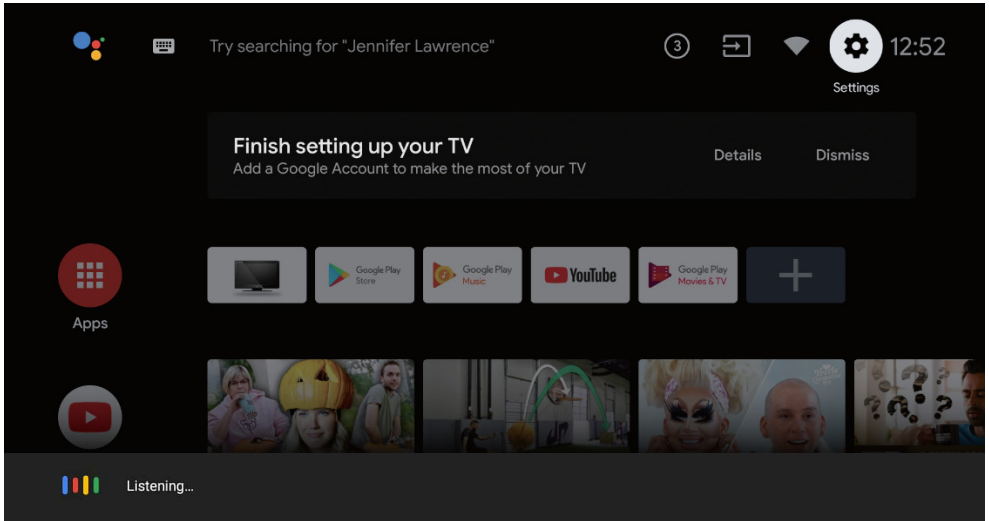 Try searching for "Jennifer Lawrence"
3
12:52
Settings
Finish setting up your TV
Add a Google Account to make the most of your TV
Details
Dismiss
Google Play
Store
Google Play
Music
YouTube
Google Play
Movies & TV
Apps
? ? ? ?
Listening...